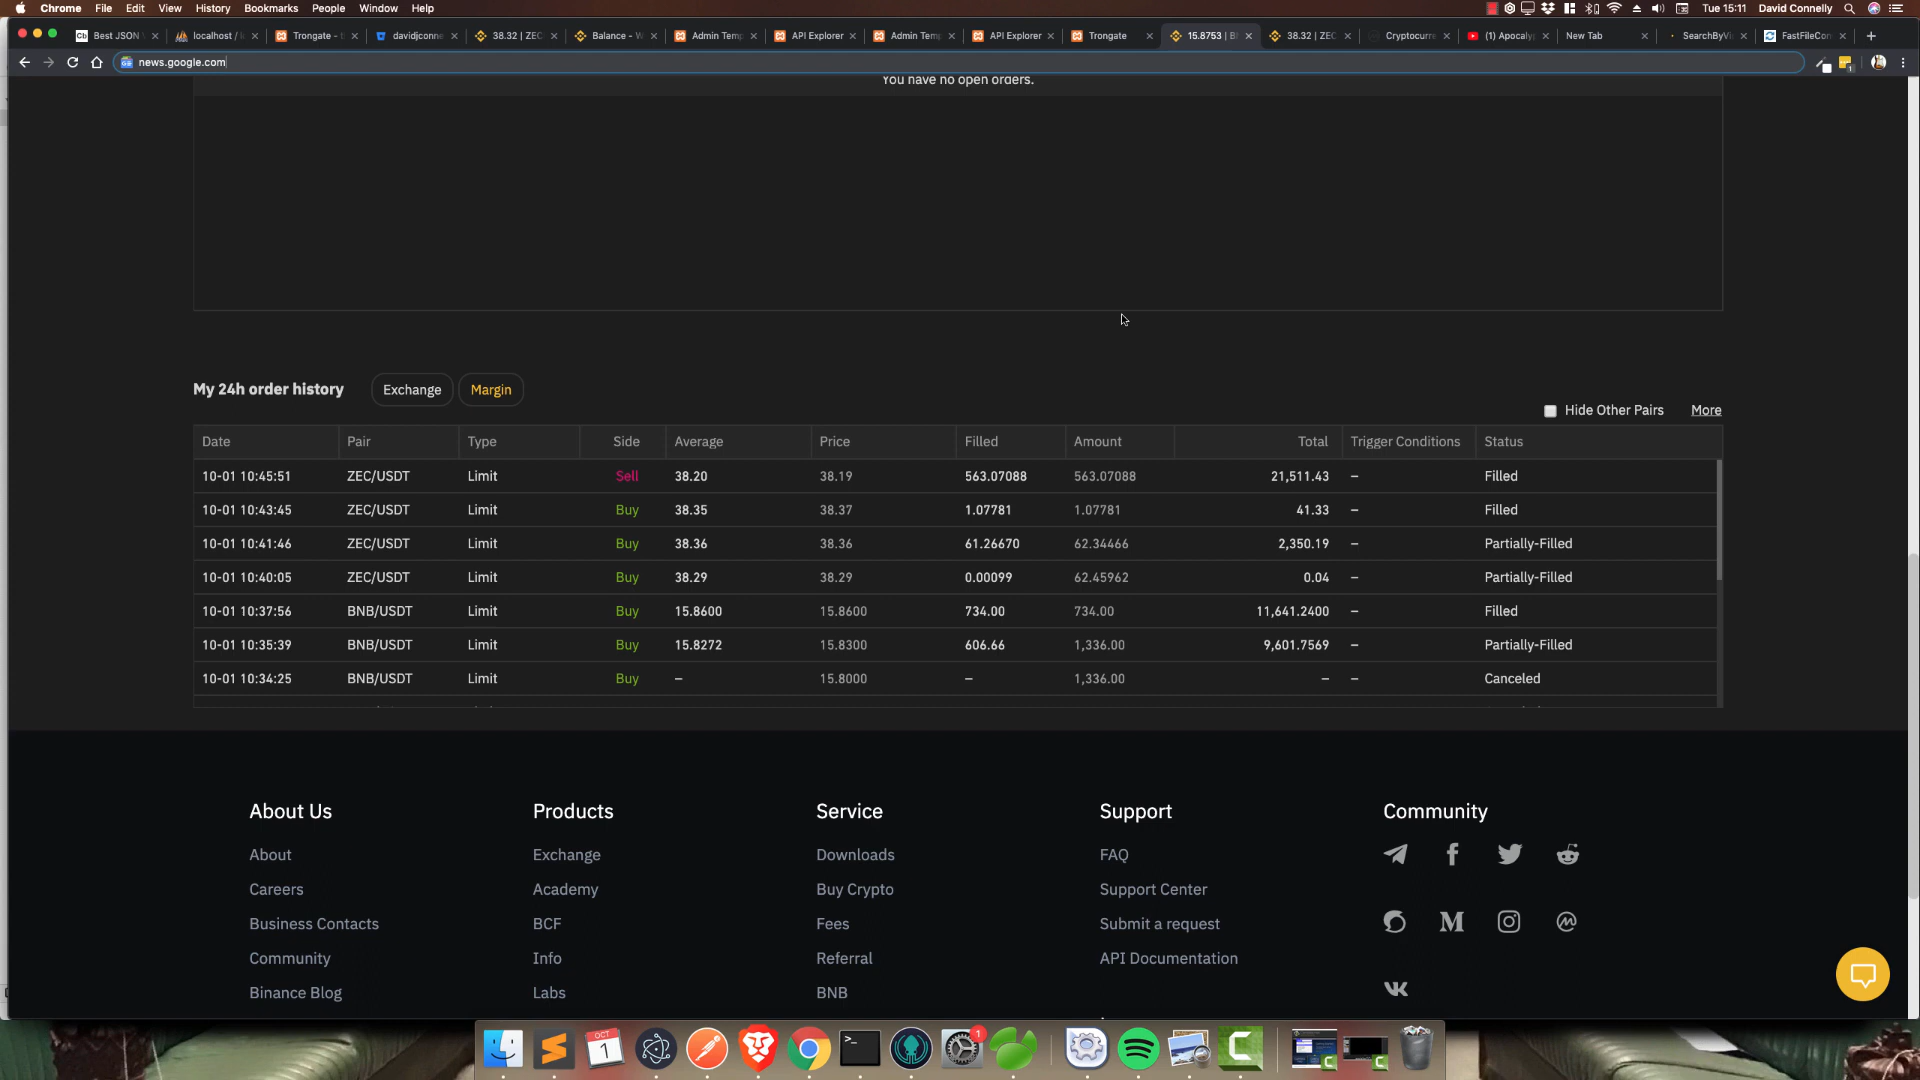 Chrome File Edit View History Bookmarks People Window Help Tue 15:11 David Connelly
Best JSON localhost / Trongate - davidjconne 38.32 | ZEC Balance - W Admin Temp API Explorer Admin Temp API Explorer Trongate 15.8753 | B 38.32 | ZEC Cryptocurre (1) Apocaly New Tab SearchByVi FastFileCon
news.google.com
You have no open orders.
My 24h order history Exchange Margin
Hide Other Pairs More
Date Pair Type Side Average Price Filled Amount Total Trigger Conditions Status
10-01 10:45:51 ZEC/USDT Limit Sell 38.20 38.19 563.07088 563.07088 21,511.43 – Filled
10-01 10:43:45 ZEC/USDT Limit Buy 38.35 38.37 1.07781 1.07781 41.33 – Filled
10-01 10:41:46 ZEC/USDT Limit Buy 38.36 38.36 61.26670 62.34466 2,350.19 – Partially-Filled
10-01 10:40:05 ZEC/USDT Limit Buy 38.29 38.29 0.00099 62.45962 0.04 – Partially-Filled
10-01 10:37:56 BNB/USDT Limit Buy 15.8600 15.8600 734.00 734.00 11,641.2400 – Filled
10-01 10:35:39 BNB/USDT Limit Buy 15.8272 15.8300 606.66 1,336.00 9,601.7569 – Partially-Filled
10-01 10:34:25 BNB/USDT Limit Buy – 15.8000 – 1,336.00 – – Canceled
About Us Products Service Support Community
About Exchange Downloads FAQ
Careers Academy Buy Crypto Support Center
Business Contacts BCF Fees Submit a request
Community Info Referral API Documentation
Binance Blog Labs BNB
OCT
1
1